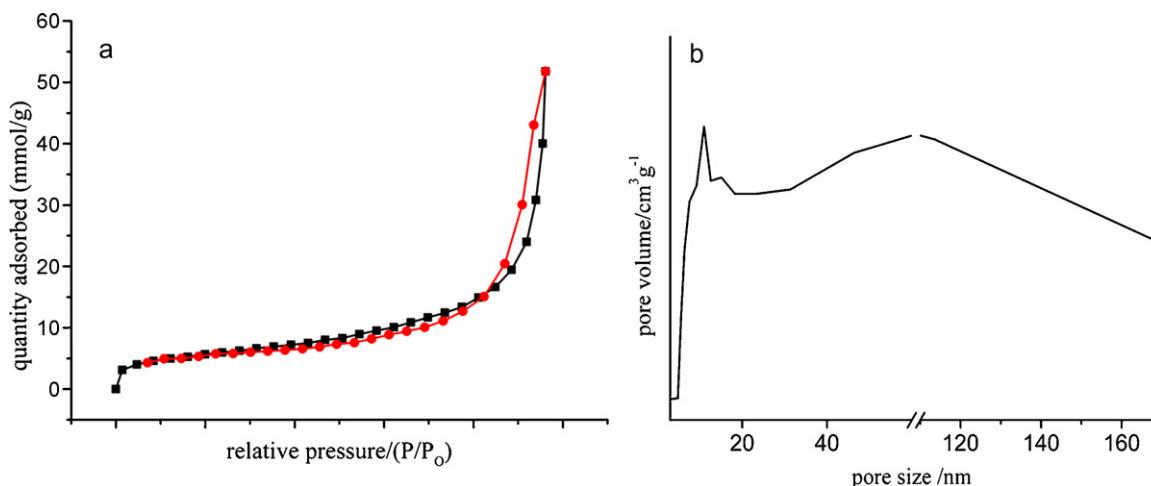 a
60
50
40
30
20
10
0
quantity adsorbed (mmol/g)
relative pressure/(P/P₀)
b
pore volume/cm³g⁻¹
20 40 120 140 160
pore size /nm